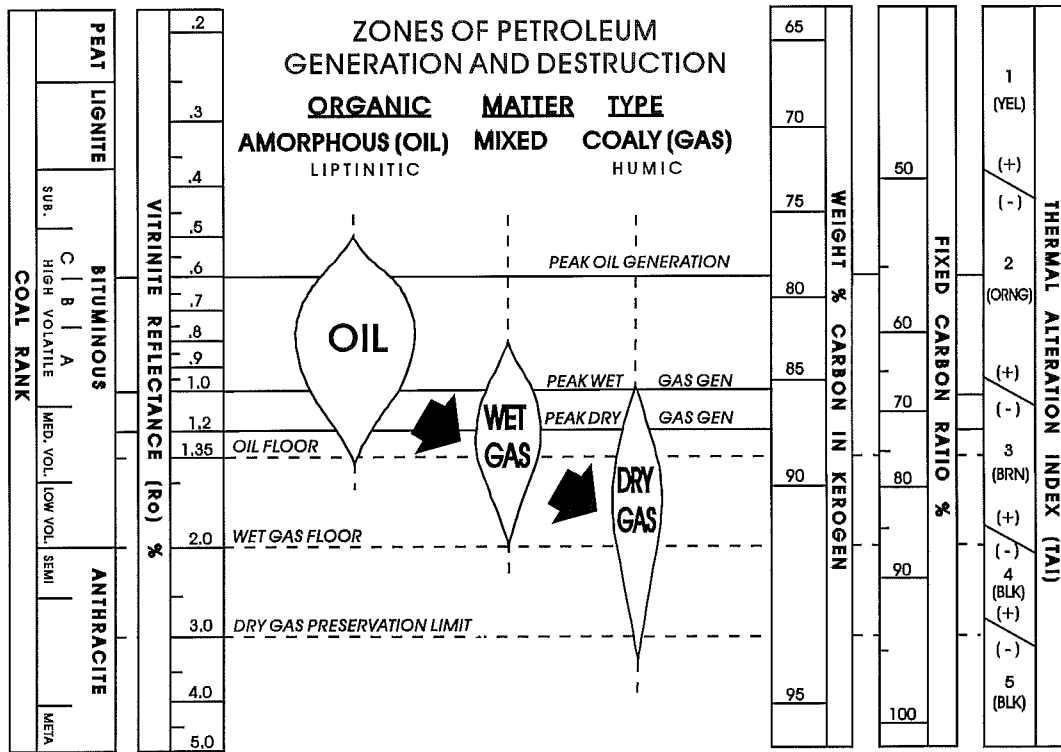 ZONES OF PETROLEUM
GENERATION AND DESTRUCTION
ORGANIC MATTER TYPE
AMORPHOUS (OIL) MIXED COALY (GAS)
LIPTINITIC HUMIC
COAL RANK
PEAT
LIGNITE
BITUMINOUS
ANTHRACITE
SUB.
HIGH VOLATILE
C B A
MED. VOL.
LOW VOL.
SEMI
META
VITRINITE REFLECTANCE (Ro) %
.2
.3
.4
.5
.6
.7
.8
.9
1.0
1.2
1.35
2.0
3.0
4.0
5.0
PEAK OIL GENERATION
OIL
PEAK WET GAS GEN
WET
GAS
PEAK DRY GAS GEN
OIL FLOOR
DRY
GAS
WET GAS FLOOR
DRY GAS PRESERVATION LIMIT
65
70
75
80
85
90
95
WEIGHT % CARBON IN KEROGEN
50
60
70
80
90
100
FIXED CARBON RATIO %
1
(YEL)
(+)
(-)
2
(ORNG)
(+)
(-)
3
(BRN)
(+)
(-)
4
(BLK)
(+)
(-)
5
(BLK)
THERMAL ALTERATION INDEX (TAI)